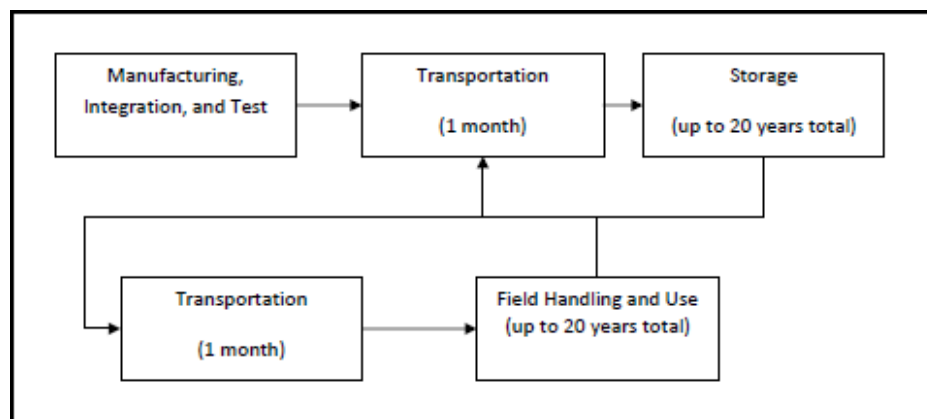 Manufacturing,
Integration, and Test
Transportation
(1 month)
Storage
(up to 20 years total)
Transportation
(1 month)
Field Handling and Use
(up to 20 years total)